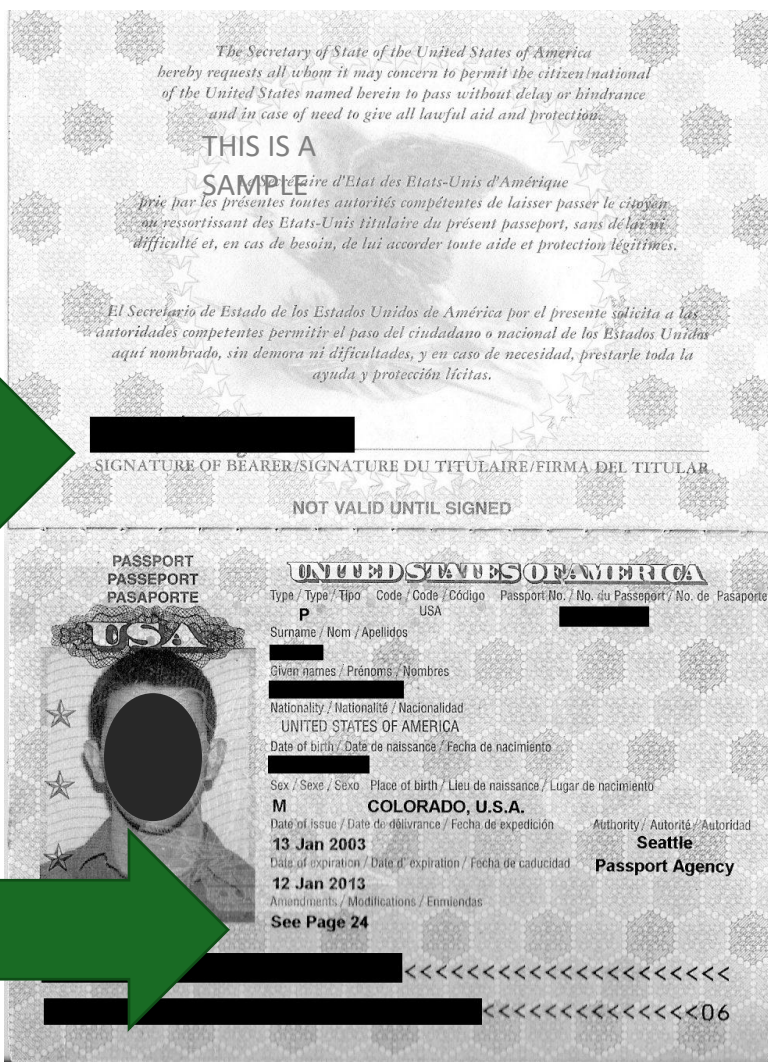 The Secretary of State of the United States of America
hereby requests all whom it may concern to permit the citizen/national
of the United States named herein to pass without delay or hindrance
and in case of need to give all lawful aid and protection.
THIS IS A
SAMPLE
Le Secrétaire d'Etat des Etats-Unis d'Amérique
prie par les présentes toutes autorités compétentes de laisser passer le citoyen
ou ressortissant des Etats-Unis titulaire du présent passeport, sans délai ni
difficulté et, en cas de besoin, de lui accorder toute aide et protection légitimes.
El Secretario de Estado de los Estados Unidos de América por el presente solicita a las
autoridades competentes permitir el paso del ciudadano o nacional de los Estados Unidos
aquí nombrado, sin demora ni dificultades, y en caso de necesidad, prestarle toda la
ayuda y protección lícitas.
SIGNATURE OF BEARER/SIGNATURE DU TITULAIRE/FIRMA DEL TITULAR
NOT VALID UNTIL SIGNED
PASSPORT
PASSEPORT
PASAPORTE
USA
UNITED STATES OF AMERICA
Type / Type / Tipo Code / Code / Código Passport No. / No. du Passeport / No. de Pasaporte
P USA
Surname / Nom / Apellidos
Given names / Prénoms / Nombres
Nationality / Nationalité / Nacionalidad
UNITED STATES OF AMERICA
Date of birth / Date de naissance / Fecha de nacimiento
Sex / Sexe / Sexo Place of birth / Lieu de naissance / Lugar de nacimiento
M COLORADO, U.S.A.
Date of issue / Date de délivrance / Fecha de expedición Authority / Autorité / Autoridad
13 Jan 2003 Seattle
Date of expiration / Date d'expiration / Fecha de caducidad Passport Agency
12 Jan 2013
Amendments / Modifications / Enmiendas
See Page 24
<<<<<<<<<<<<<<<<<<<<<
<<<<<<<<<<<<<<06